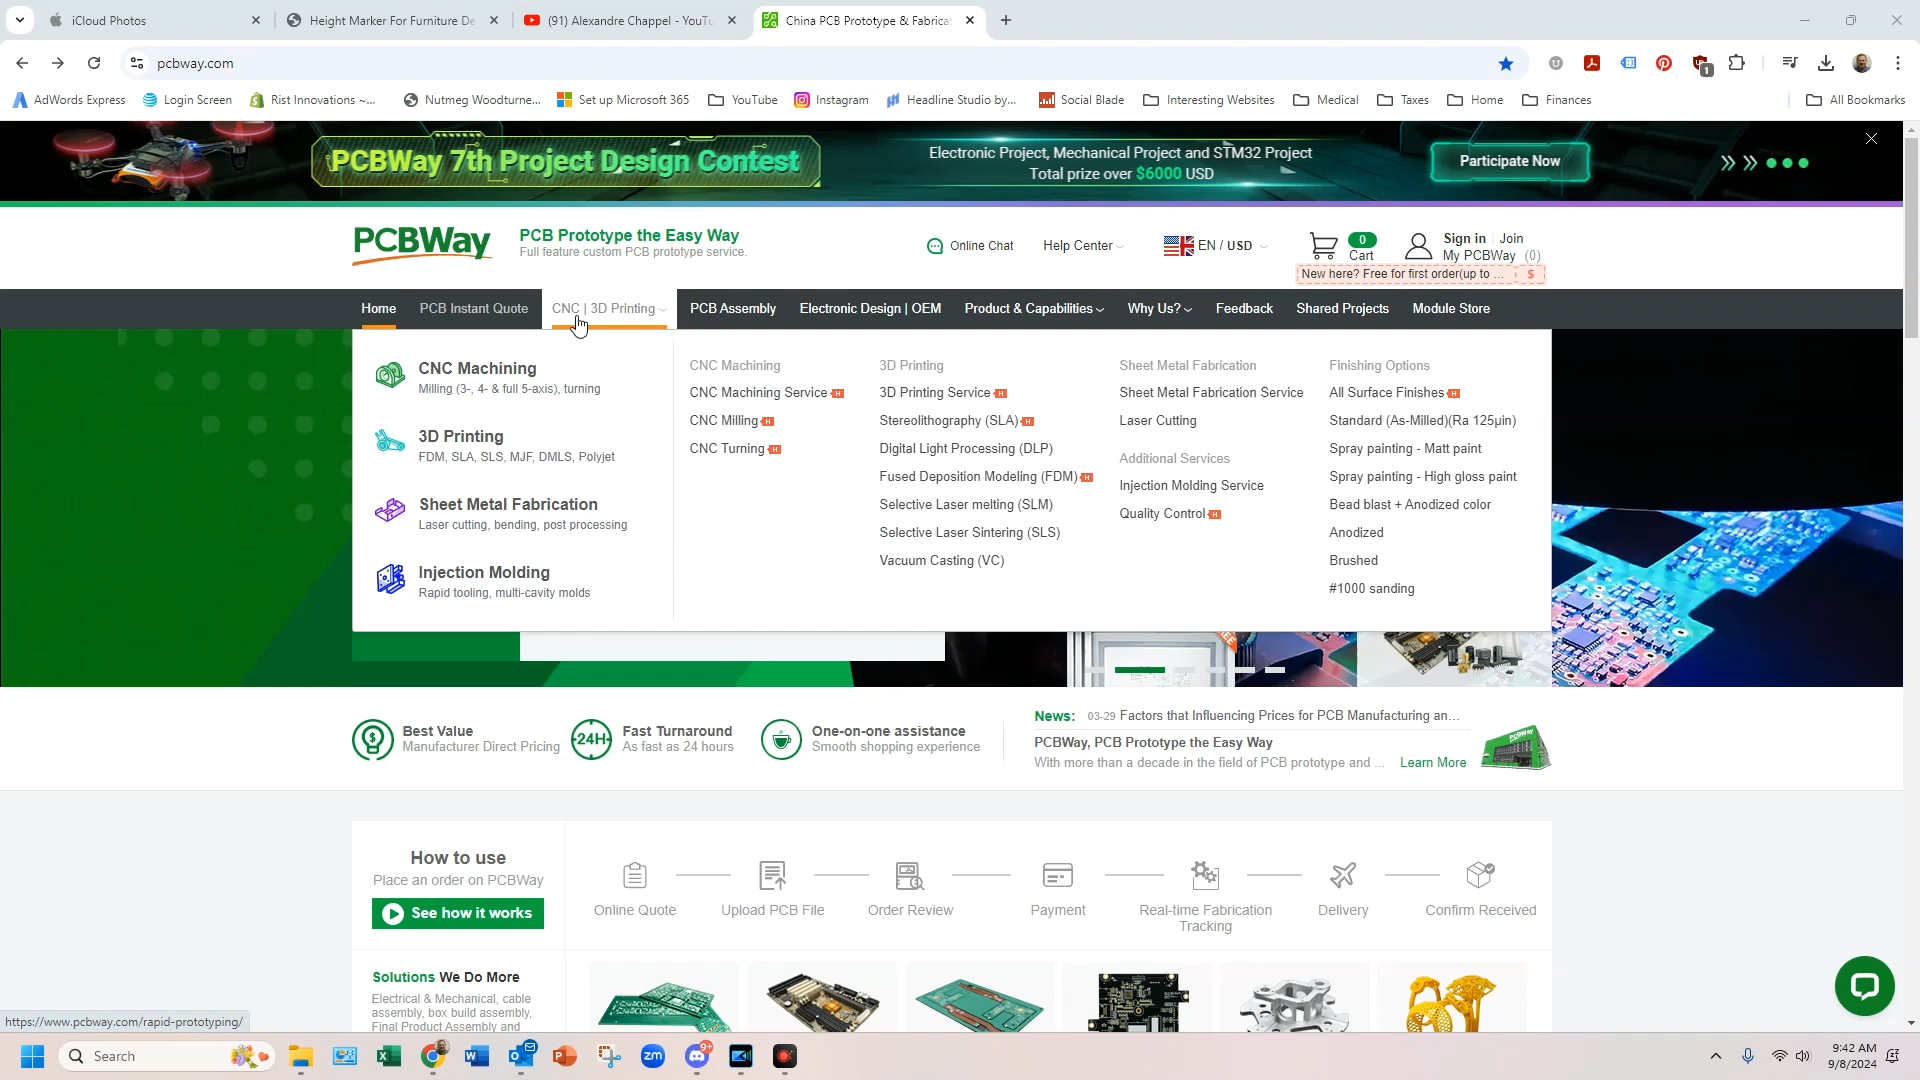 iCloud Photos
Height Marker For Furniture De
(91) Alexandre Chappel - YouTu
China PCB Prototype & Fabrica
pcbway.com
1
AdWords Express
Login Screen
Rist Innovations ~...
Nutmeg Woodturne...
Set up Microsoft 365
YouTube
Instagram
Headline Studio by...
Social Blade
Interesting Websites
Medical
Taxes
Home
Finances
All Bookmarks
PCBWay 7th Project Design Contest
Electronic Project, Mechanical Project and STM32 Project
Total prize over $6000 USD
Participate Now
PCBWay
PCB Prototype the Easy Way
Full feature custom PCB prototype service.
Online Chat
Help Center
EN / USD
0
Cart
Sign in
Join
My PCBWay (0)
New here? Free for first order(up to ...
$
Home
PCB Instant Quote
CNC | 3D Printing
PCB Assembly
Electronic Design | OEM
Product & Capabilities
Why Us?
Feedback
Shared Projects
Module Store
CNC Machining
Milling (3-, 4- & full 5-axis), turning
3D Printing
FDM, SLA, SLS, MJF, DMLS, Polyjet
Sheet Metal Fabrication
Laser cutting, bending, post processing
Injection Molding
Rapid tooling, multi-cavity molds
CNC Machining
CNC Machining Service H
CNC Milling H
CNC Turning H
3D Printing
3D Printing Service H
Stereolithography (SLA) H
Digital Light Processing (DLP)
Fused Deposition Modeling (FDM) H
Selective Laser melting (SLM)
Selective Laser Sintering (SLS)
Vacuum Casting (VC)
Sheet Metal Fabrication
Sheet Metal Fabrication Service
Laser Cutting
Additional Services
Injection Molding Service
Quality Control H
Finishing Options
All Surface Finishes H
Standard (As-Milled)(Ra 125µin)
Spray painting - Matt paint
Spray painting - High gloss paint
Bead blast + Anodized color
Anodized
Brushed
#1000 sanding
Best Value
Manufacturer Direct Pricing
24H
Fast Turnaround
As fast as 24 hours
One-on-one assistance
Smooth shopping experience
News: 03-29 Factors that Influencing Prices for PCB Manufacturing an...
PCBWay, PCB Prototype the Easy Way
With more than a decade in the field of PCB prototype and ... Learn More
PCBWay
How to use
Place an order on PCBWay
See how it works
Online Quote
Upload PCB File
Order Review
Payment
Real-time Fabrication
Tracking
Delivery
Confirm Received
Solutions We Do More
Electrical & Mechanical, cable
assembly, box build assembly,
Final Product Assembly and
https://www.pcbway.com/rapid-prototyping/
Search
zm
9+
9:42 AM
9/8/2024